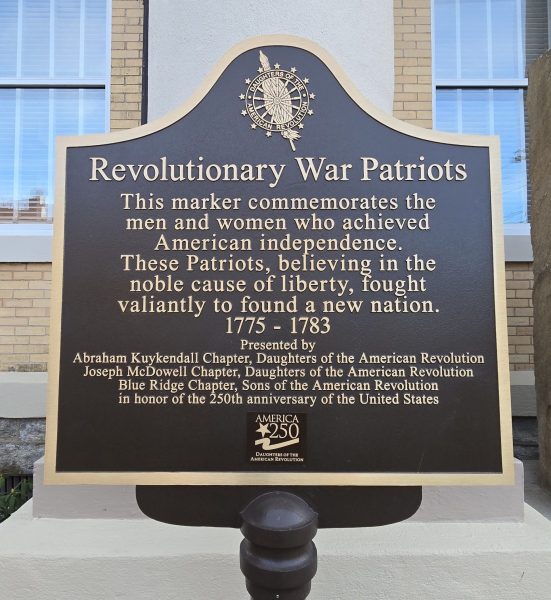 DAUGHTERS OF THE
AMERICAN REVOLUTION
Revolutionary War Patriots
This marker commemorates the
men and women who achieved
American independence.
These Patriots, believing in the
noble cause of liberty, fought
valiantly to found a new nation.
1775 - 1783
Presented by
Abraham Kuykendall Chapter, Daughters of the American Revolution
Joseph McDowell Chapter, Daughters of the American Revolution
Blue Ridge Chapter, Sons of the American Revolution
in honor of the 250th anniversary of the United States
AMERICA
250
DAUGHTERS OF THE
AMERICAN REVOLUTION